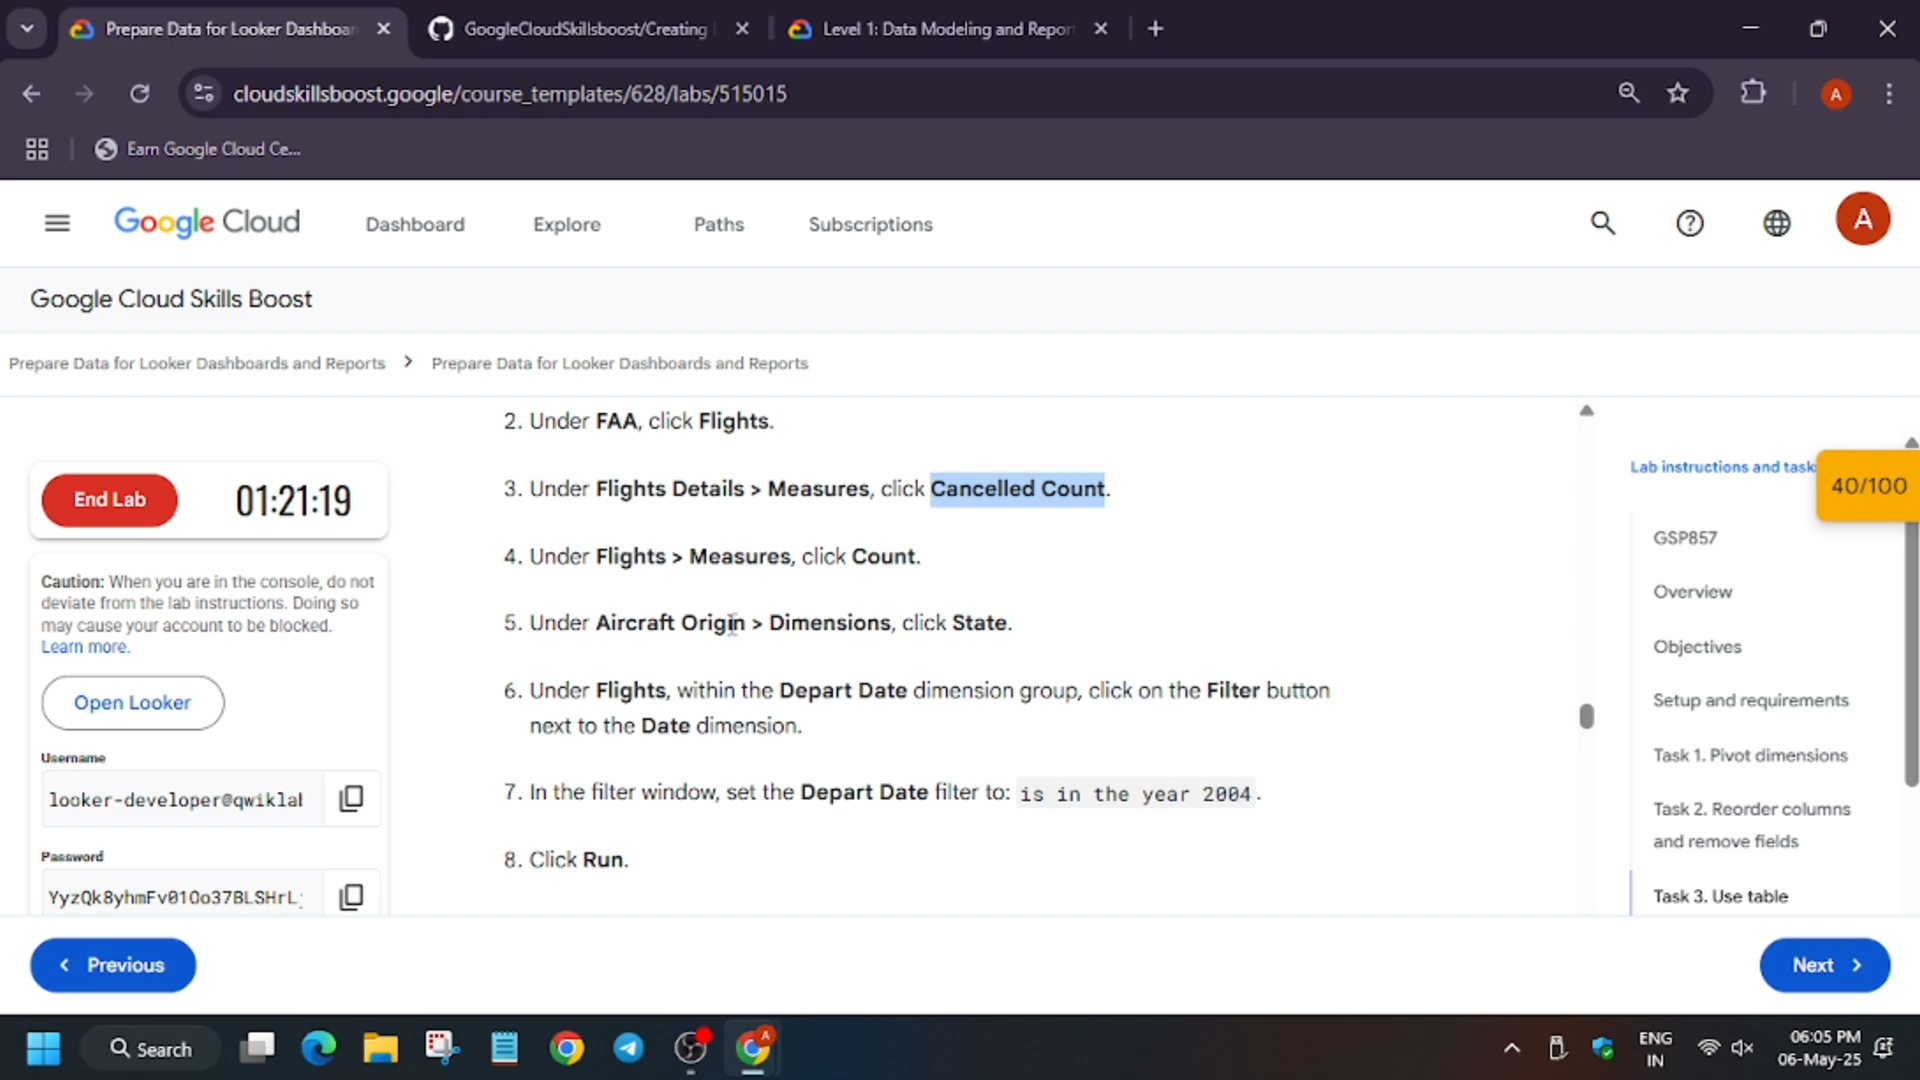 Prepare Data for Looker Dashboar
GoogleCloudSkillsboost/Creating
Level 1: Data Modeling and Repor
cloudskillsboost.google/course_templates/628/labs/515015
A
Earn Google Cloud Ce...
Google Cloud
Dashboard
Explore
Paths
Subscriptions
A
Google Cloud Skills Boost
Prepare Data for Looker Dashboards and Reports > Prepare Data for Looker Dashboards and Reports
End Lab
01:21:19
Caution: When you are in the console, do not
deviate from the lab instructions. Doing so
may cause your account to be blocked.
Learn more.
Open Looker
Username
looker-developer@qwiklab
Password
YyzQk8yhmFv01Oo37BLSHrL
2. Under FAA, click Flights.
3. Under Flights Details > Measures, click Cancelled Count.
4. Under Flights > Measures, click Count.
5. Under Aircraft Origin > Dimensions, click State.
6. Under Flights, within the Depart Date dimension group, click on the Filter button
next to the Date dimension.
7. In the filter window, set the Depart Date filter to: is in the year 2004.
8. Click Run.
Lab instructions and task
40/100
GSP857
Overview
Objectives
Setup and requirements
Task 1. Pivot dimensions
Task 2. Reorder columns
and remove fields
Task 3. Use table
Previous
Next
Search
A
ENG
IN
06:05 PM
06-May-25